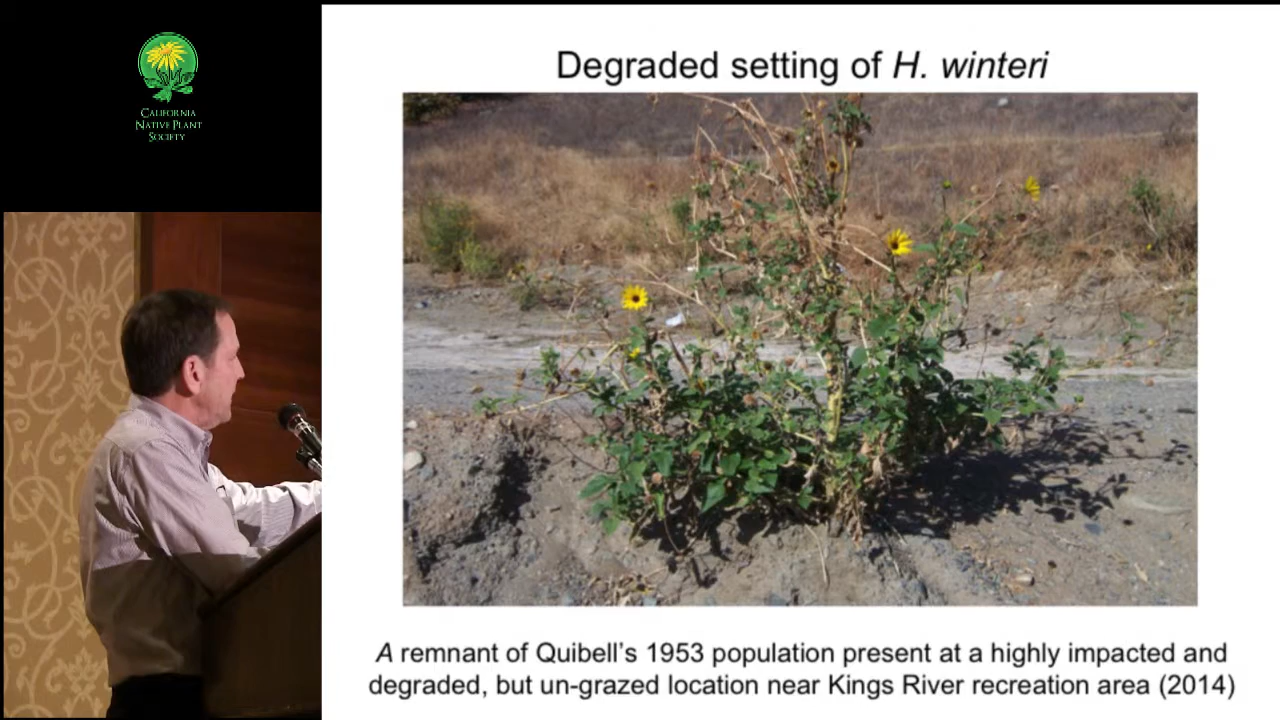 CALIFORNIA
NATIVE PLANT
SOCIETY
Degraded setting of H. winteri
A remnant of Quibell's 1953 population present at a highly impacted and
degraded, but un-grazed location near Kings River recreation area (2014)